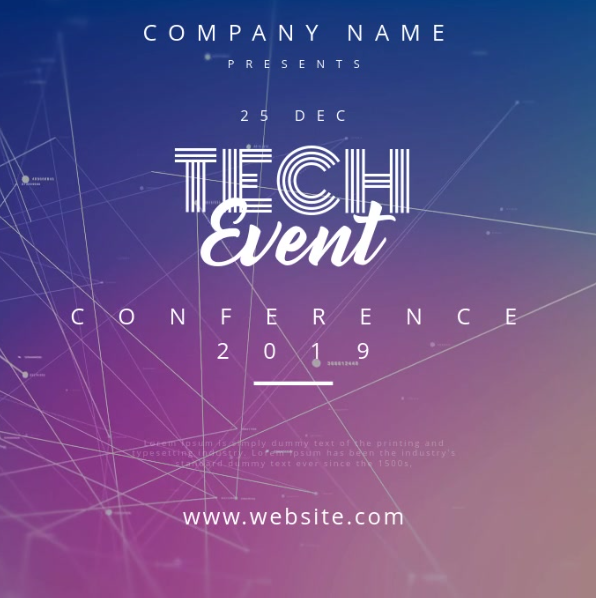 COMPANY NAME
PRESENTS
25 DEC
TECH
Event
CONFERENCE
2019
Lorem Ipsum is simply dummy text of the printing and
typesetting industry. Lorem Ipsum has been the industry's
standard dummy text ever since the 1500s,
www.website.com